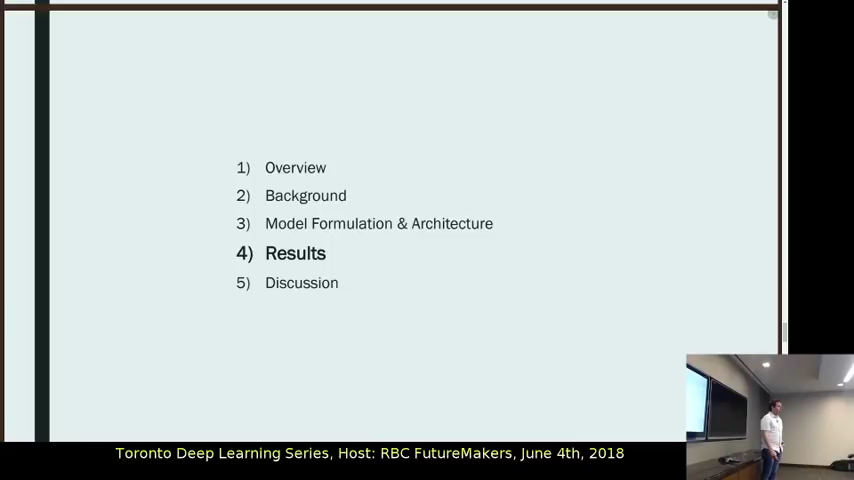 1) Overview
2) Background
3) Model Formulation & Architecture
4) Results
5) Discussion
Toronto Deep Learning Series, Host: RBC FutureMakers, June 4th, 2018